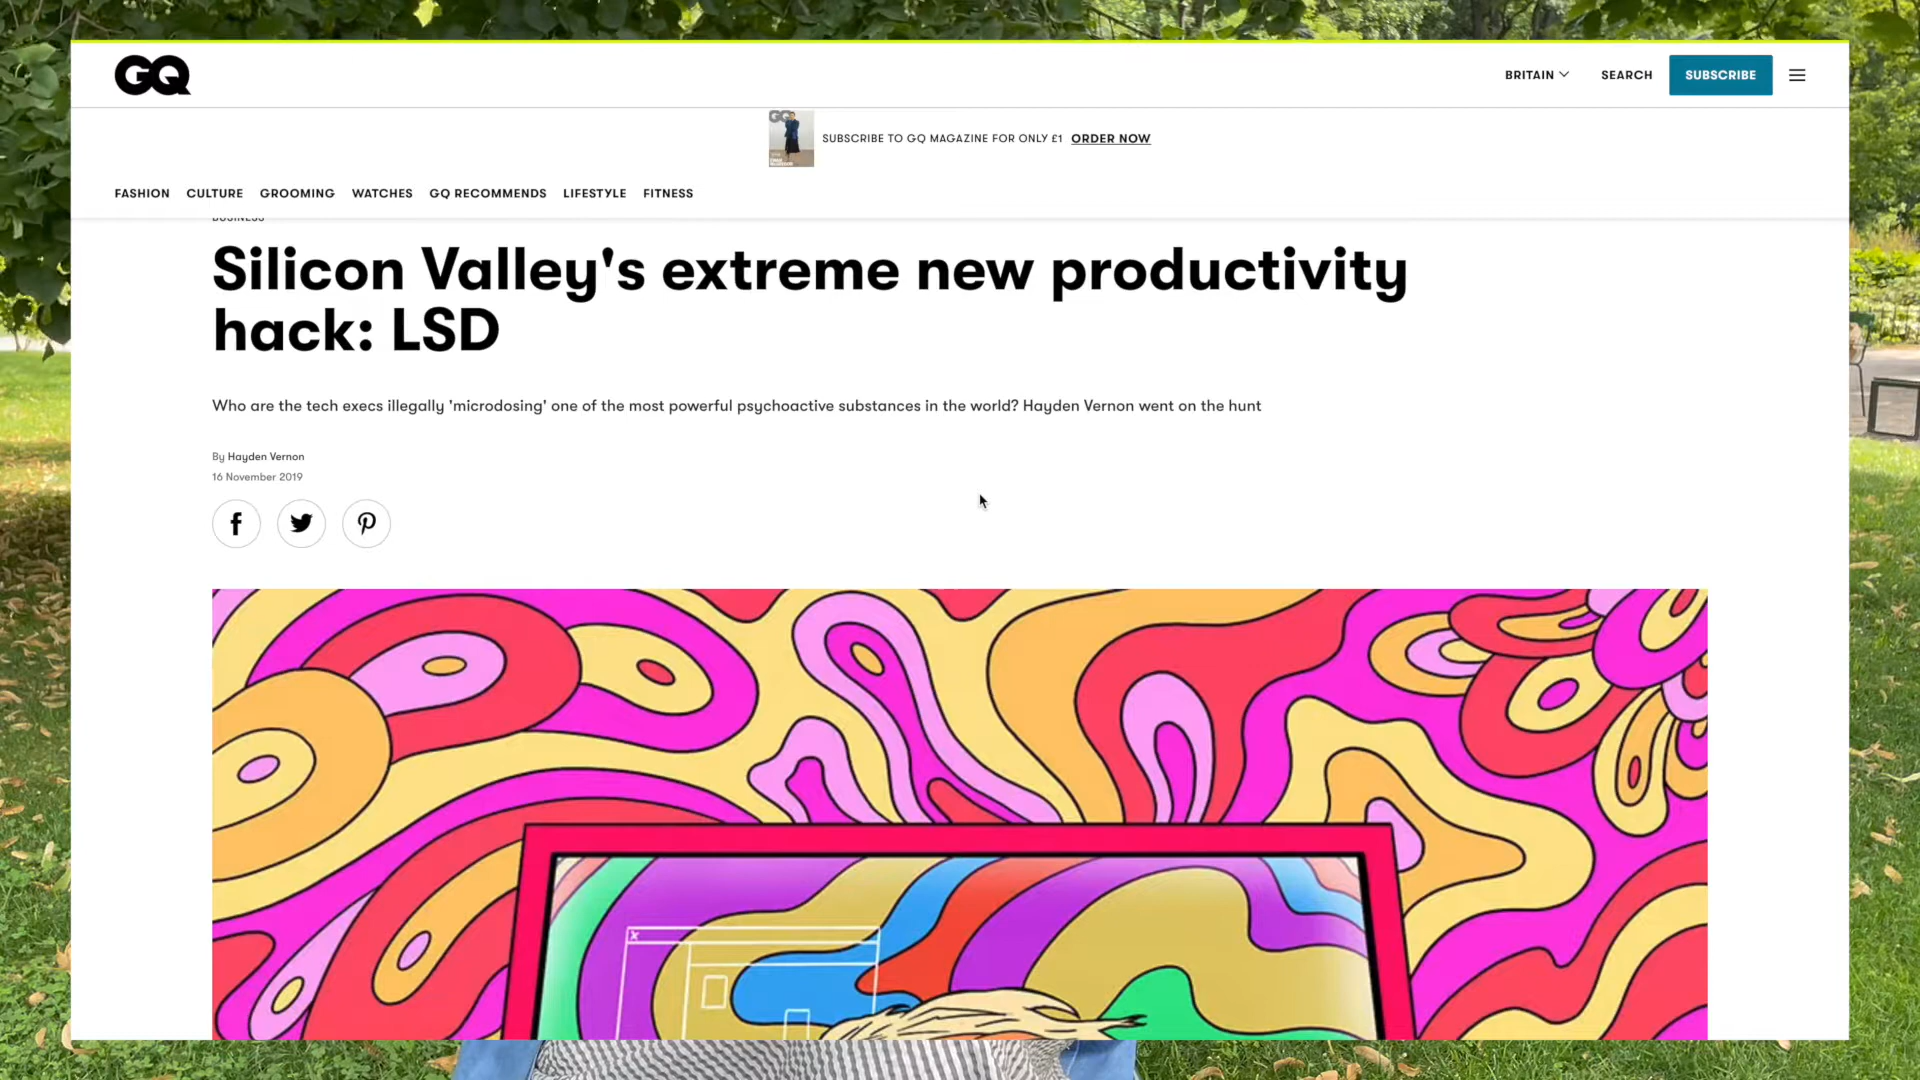 GQ
BRITAIN
SEARCH
SUBSCRIBE
GQ
SUBSCRIBE TO GQ MAGAZINE FOR ONLY £1 ORDER NOW
FASHION CULTURE GROOMING WATCHES GQ RECOMMENDS LIFESTYLE FITNESS
BUSINESS
Silicon Valley's extreme new productivity
hack: LSD
Who are the tech execs illegally 'microdosing' one of the most powerful psychoactive substances in the world? Hayden Vernon went on the hunt
By Hayden Vernon
16 November 2019